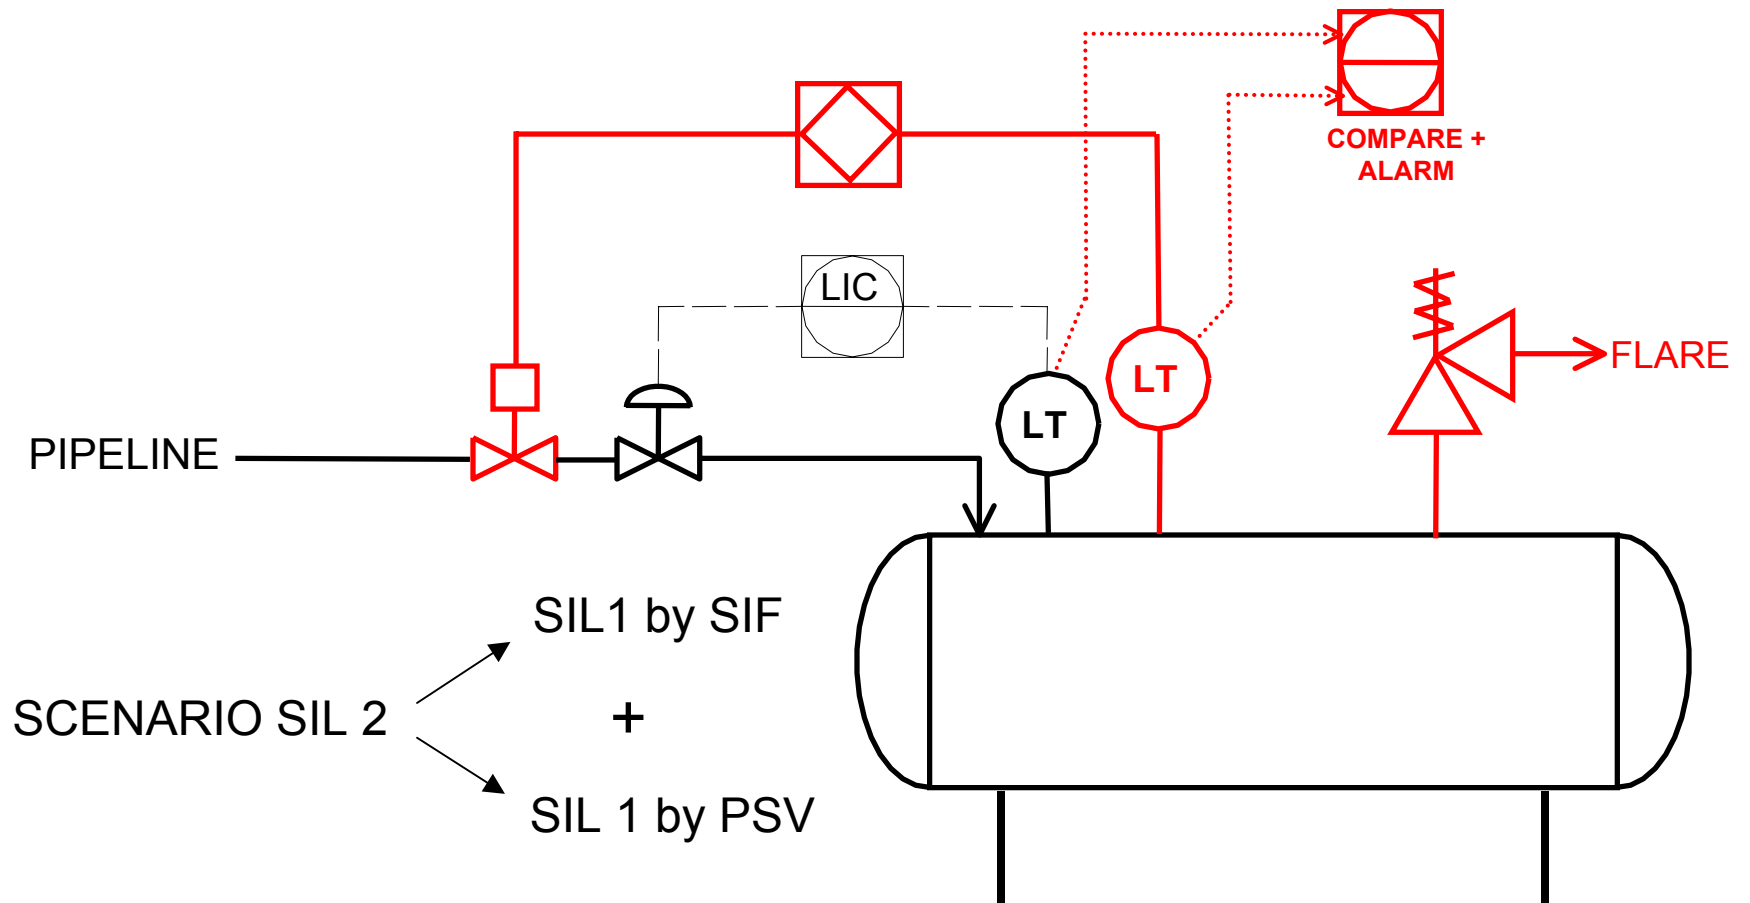 COMPARE +
ALARM
LIC
FLARE
LT
LT
PIPELINE
SIL1 by SIF
SCENARIO SIL 2
+
SIL 1 by PSV